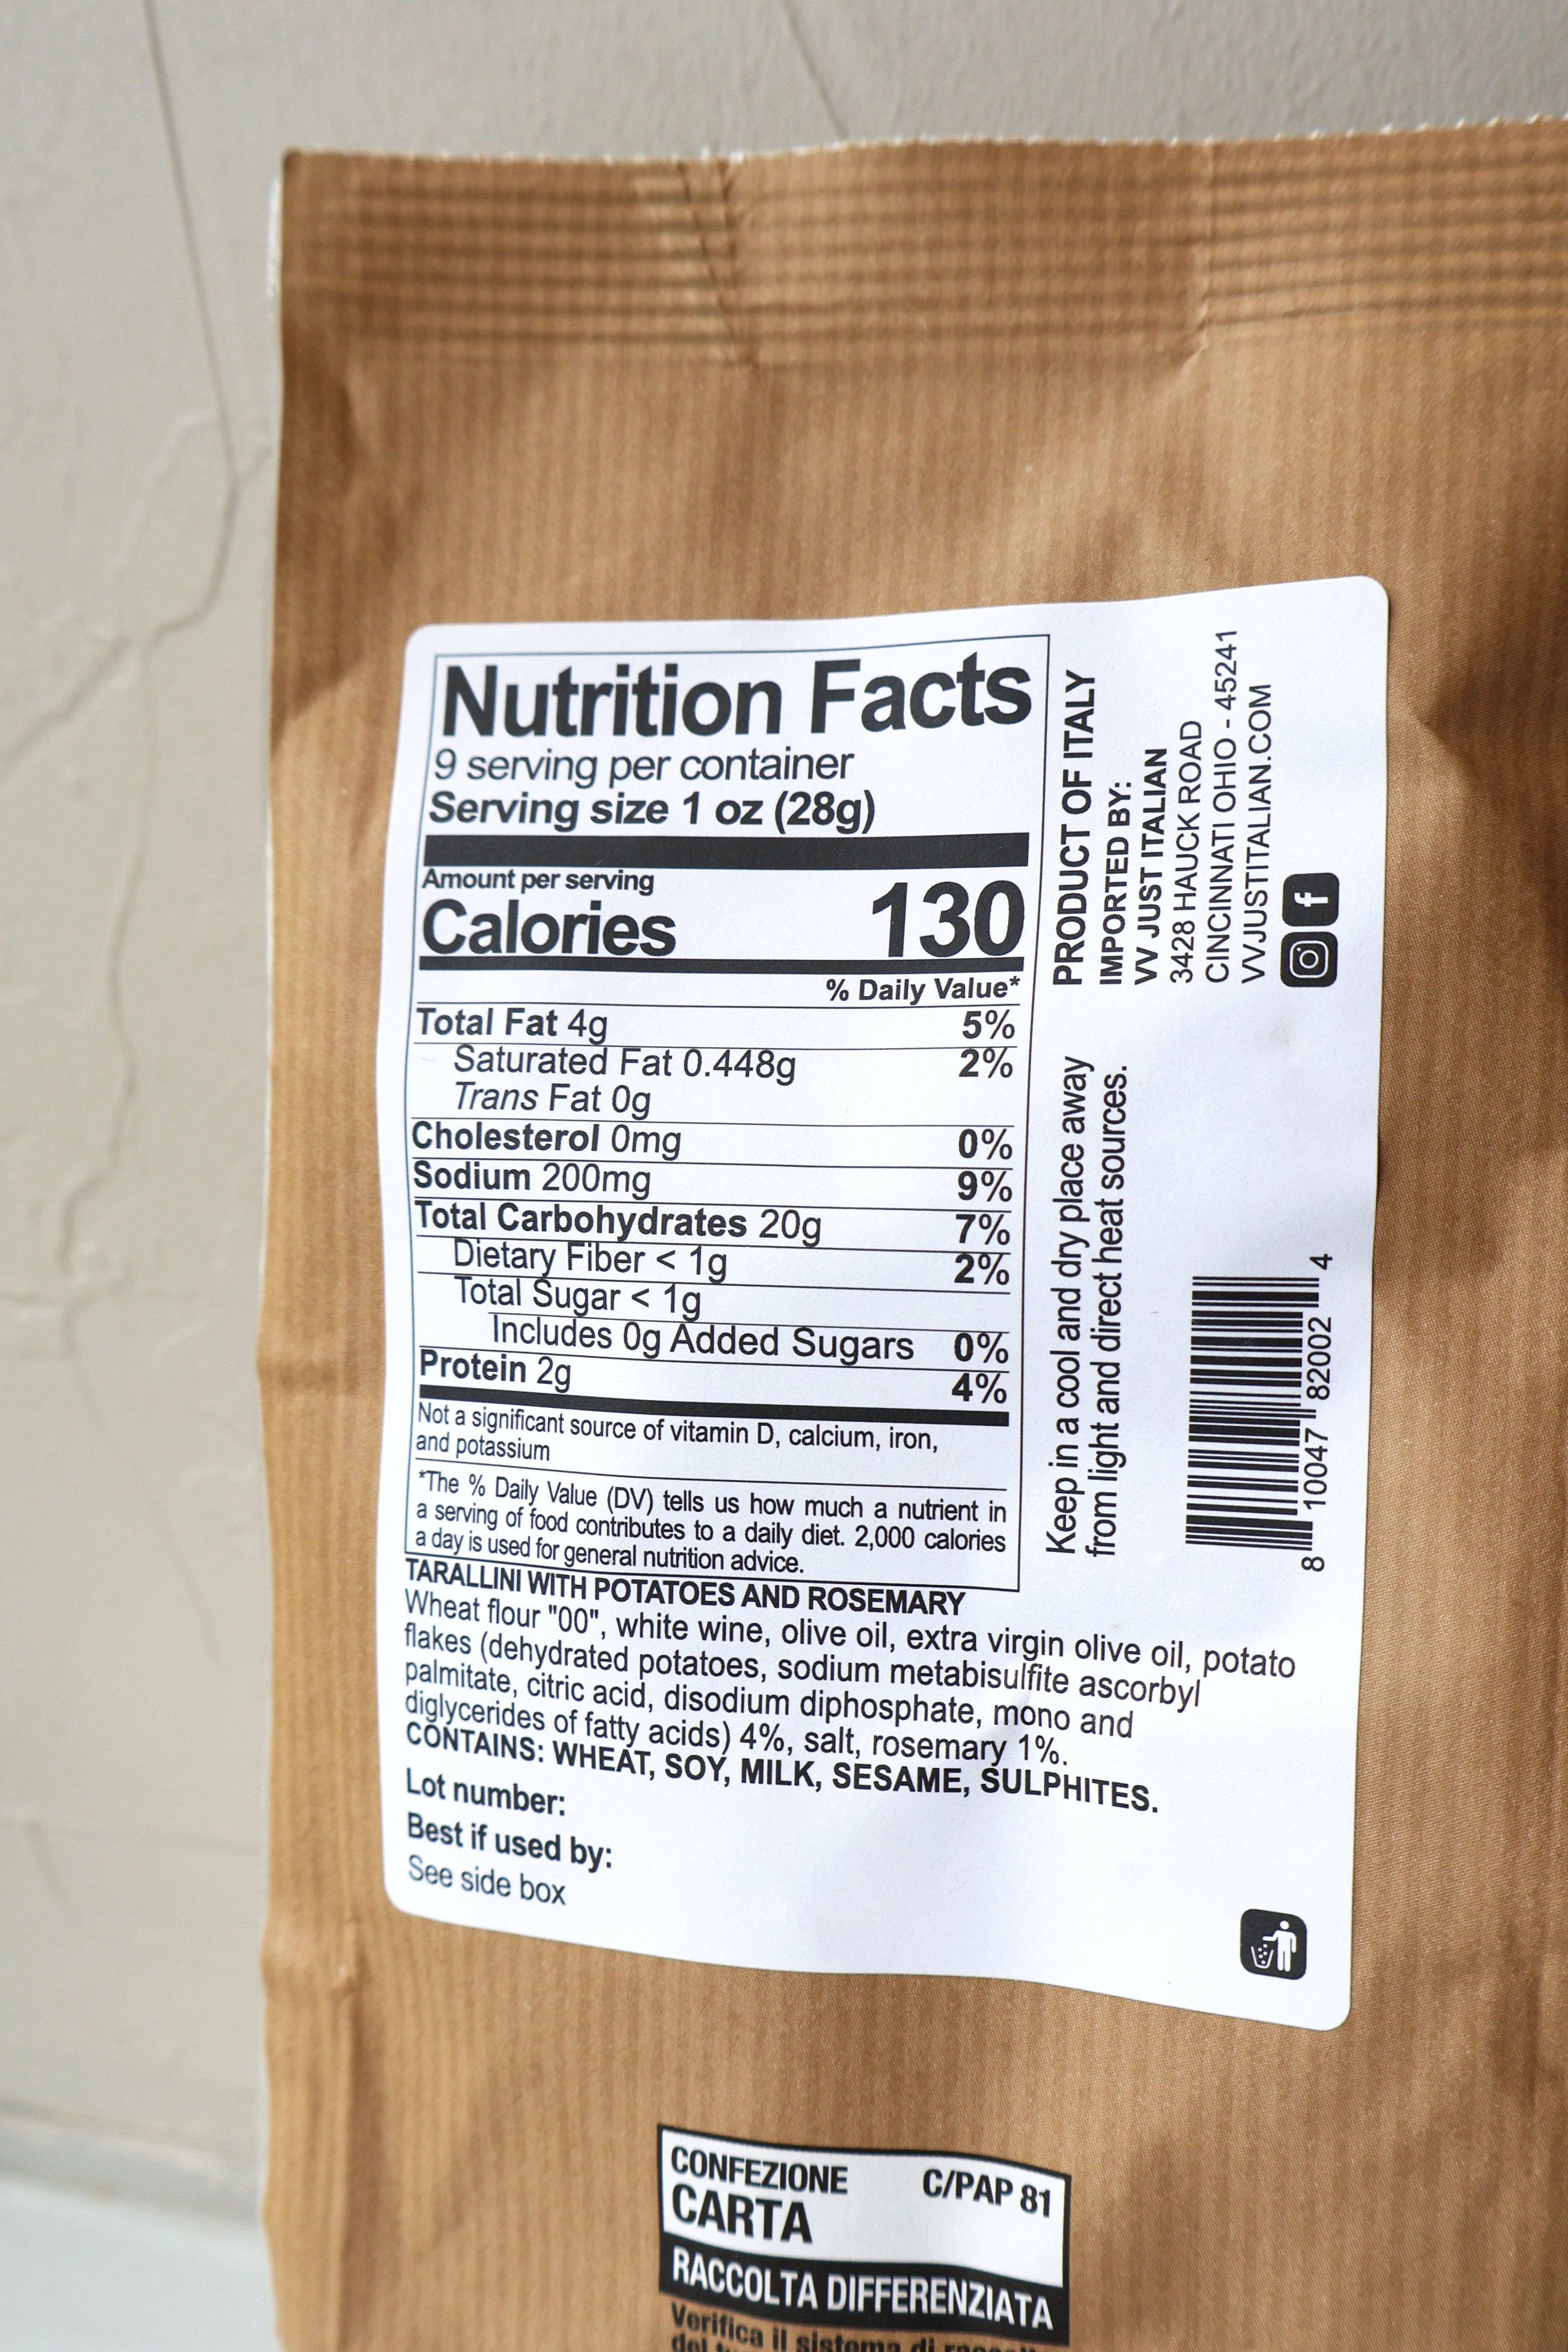 Nutrition Facts
9 serving per container
Serving size 1 oz (28g)
Amount per serving
Calories 130
% Daily Value*
Total Fat 4g 5%
Saturated Fat 0.448g 2%
Trans Fat 0g
Cholesterol 0mg 0%
Sodium 200mg 9%
Total Carbohydrates 20g 7%
Dietary Fiber < 1g 2%
Total Sugar < 1g
Includes 0g Added Sugars 0%
Protein 2g 4%
Not a significant source of vitamin D, calcium, iron,
and potassium
*The % Daily Value (DV) tells us how much a nutrient in
a serving of food contributes to a daily diet. 2,000 calories
a day is used for general nutrition advice.
TARALLINI WITH POTATOES AND ROSEMARY
Wheat flour "00", white wine, olive oil, extra virgin olive oil, potato
flakes (dehydrated potatoes, sodium metabisulfite ascorbyl
palmitate, citric acid, disodium diphosphate, mono and
diglycerides of fatty acids) 4%, salt, rosemary 1%.
CONTAINS: WHEAT, SOY, MILK, SESAME, SULPHITES.
Lot number:
Best if used by:
See side box
PRODUCT OF ITALY
IMPORTED BY:
VV JUST ITALIAN
3428 HAUCK ROAD
CINCINNATI OHIO - 45241
VVJUSTITALIAN.COM
Keep in a cool and dry place away
from light and direct heat sources.
8 10047 82002 4
CONFEZIONE C/PAP 81
CARTA
RACCOLTA DIFFERENZIATA
Verifica il sistema di
del